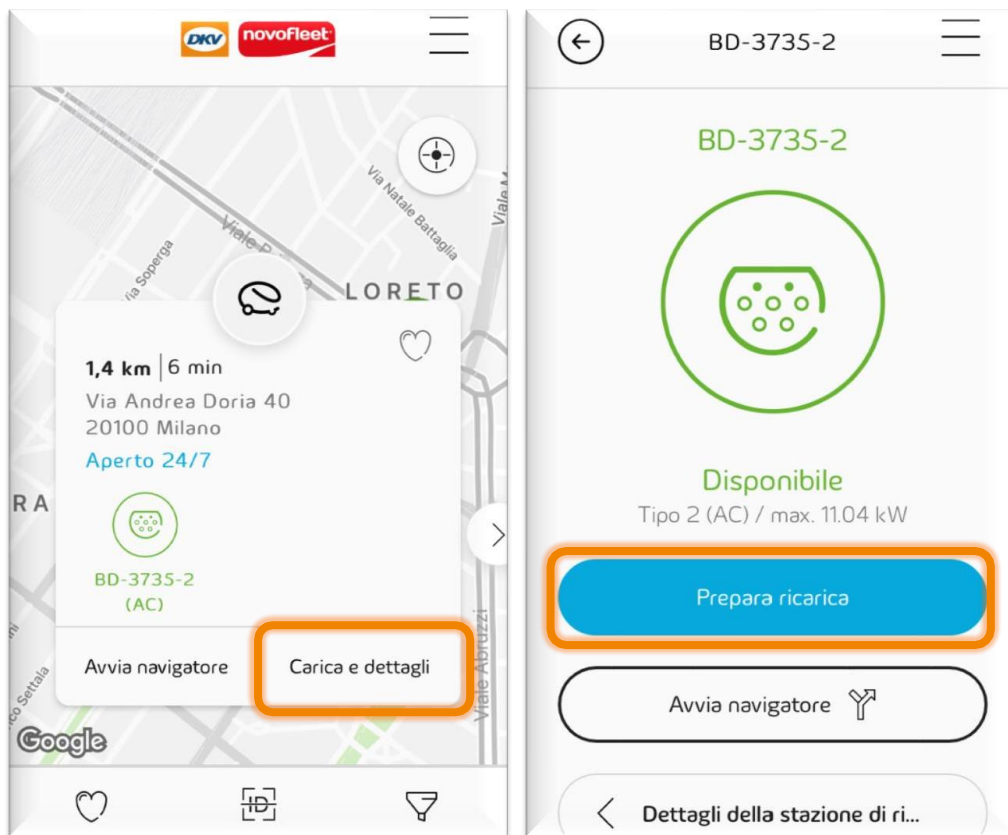 DKV novofleet
Via Natale Battaglia
Viale
Via Soperga
LORETO
1,4 km | 6 min
Via Andrea Doria 40
20100 Milano
Aperto 24/7
RA
BD-3735-2
(AC)
Avvia navigatore
Carica e dettagli
Viale Abruzzi
Settala
Google
ID
BD-3735-2
BD-3735-2
Disponibile
Tipo 2 (AC) / max. 11.04 kW
Prepara ricarica
Avvia navigatore
Dettagli della stazione di ri...